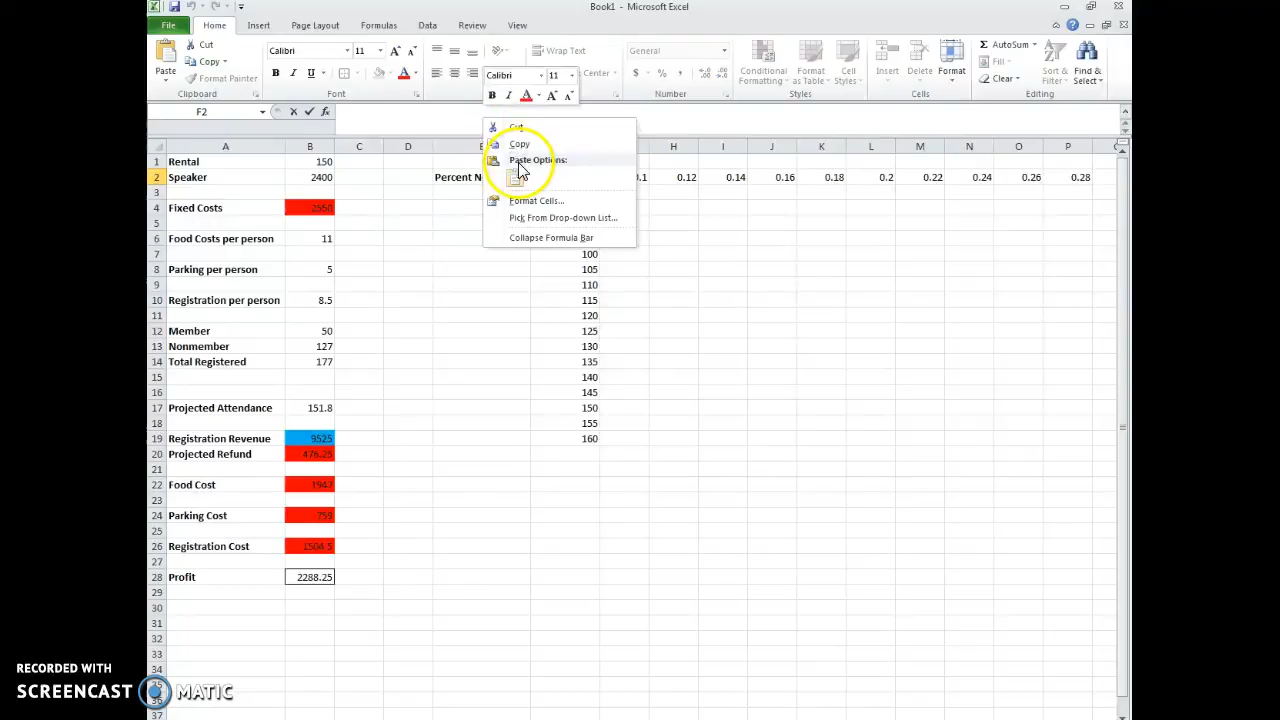 Book1 - Microsoft Excel
File Home Insert Page Layout Formulas Data Review View
Cut
Copy
Format Painter
Paste
Clipboard
Calibri 11
Font
Wrap Text
Center
General
Number
Conditional Formatting
Format as Table
Cell Styles
Styles
Insert Delete Format
Cells
AutoSum
Fill
Clear
Sort &
Find & Select
Editing
Calibri 11
F2
Cut
Copy
Paste Options:
Format Cells...
Pick From Drop-down List...
Collapse Formula Bar
A B C D H I J K L M N O P
1 Rental 150
2 Speaker 2400 Percent 0.12 0.14 0.16 0.18 0.2 0.22 0.24 0.26 0.28
3
4 Fixed Costs 2550
5
6 Food Costs per person 11
7 100
8 Parking per person 5 105
9 110
10 Registration per person 8.5 115
11 120
12 Member 50 125
13 Nonmember 127 130
14 Total Registered 177 135
15 140
16 145
17 Projected Attendance 151.8 150
18 155
19 Registration Revenue 9525 160
20 Projected Refund 476.25
21
22 Food Cost 1947
23
24 Parking Cost 759
25
26 Registration Cost 1504.5
27
28 Profit 2288.25
29
30
31
32
33
34
35
36
37
RECORDED WITH
SCREENCAST MATIC